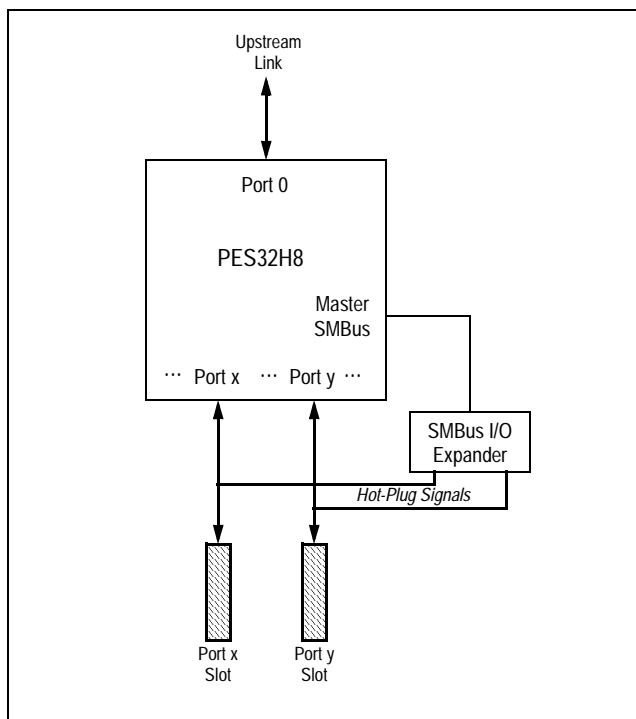 Upstream
Link
Port 0
PES32H8
Master
SMBus
··· Port x ··· Port y ···
SMBus I/O
Expander
Hot-Plug Signals
Port x
Slot
Port y
Slot